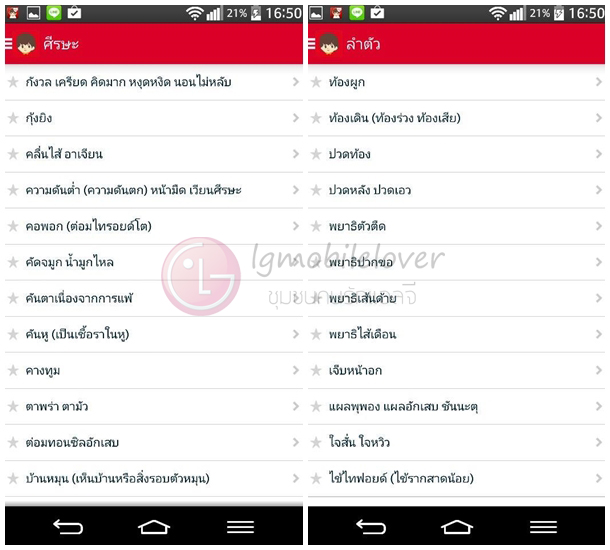 21% 16:50
ศีรษะ
กังวล เครียด คิดมาก หงุดหงิด นอนไม่หลับ
กุ้งยิง
คลื่นไส้ อาเจียน
ความดันต่ำ (ความดันตก) หน้ามืด เวียนศีรษะ
คอพอก (ต่อมไทรอยด์โต)
คัดจมูก น้ำมูกไหล
คันตาเนื่องจากการแพ้
คันหู (เป็นเชื้อราในหู)
คางทูม
ตาพร่า ตามัว
ต่อมทอนซิลอักเสบ
บ้านหมุน (เห็นบ้านหรือสิ่งรอบตัวหมุน)
21% 16:50
ลำตัว
ท้องผูก
ท้องเดิน (ท้องร่วง ท้องเสีย)
ปวดท้อง
ปวดหลัง ปวดเอว
พยาธิตัวตืด
พยาธิปากขอ
พยาธิเส้นด้าย
พยาธิไส้เดือน
เจ็บหน้าอก
แผลพุพอง แผลอักเสบ ชันนะตุ
ใจสั่น ใจหวิว
ไข้ไทฟอยด์ (ไข้รากสาดน้อย)
LG lgmobilelover
ชุมชนคนรักแอลจี